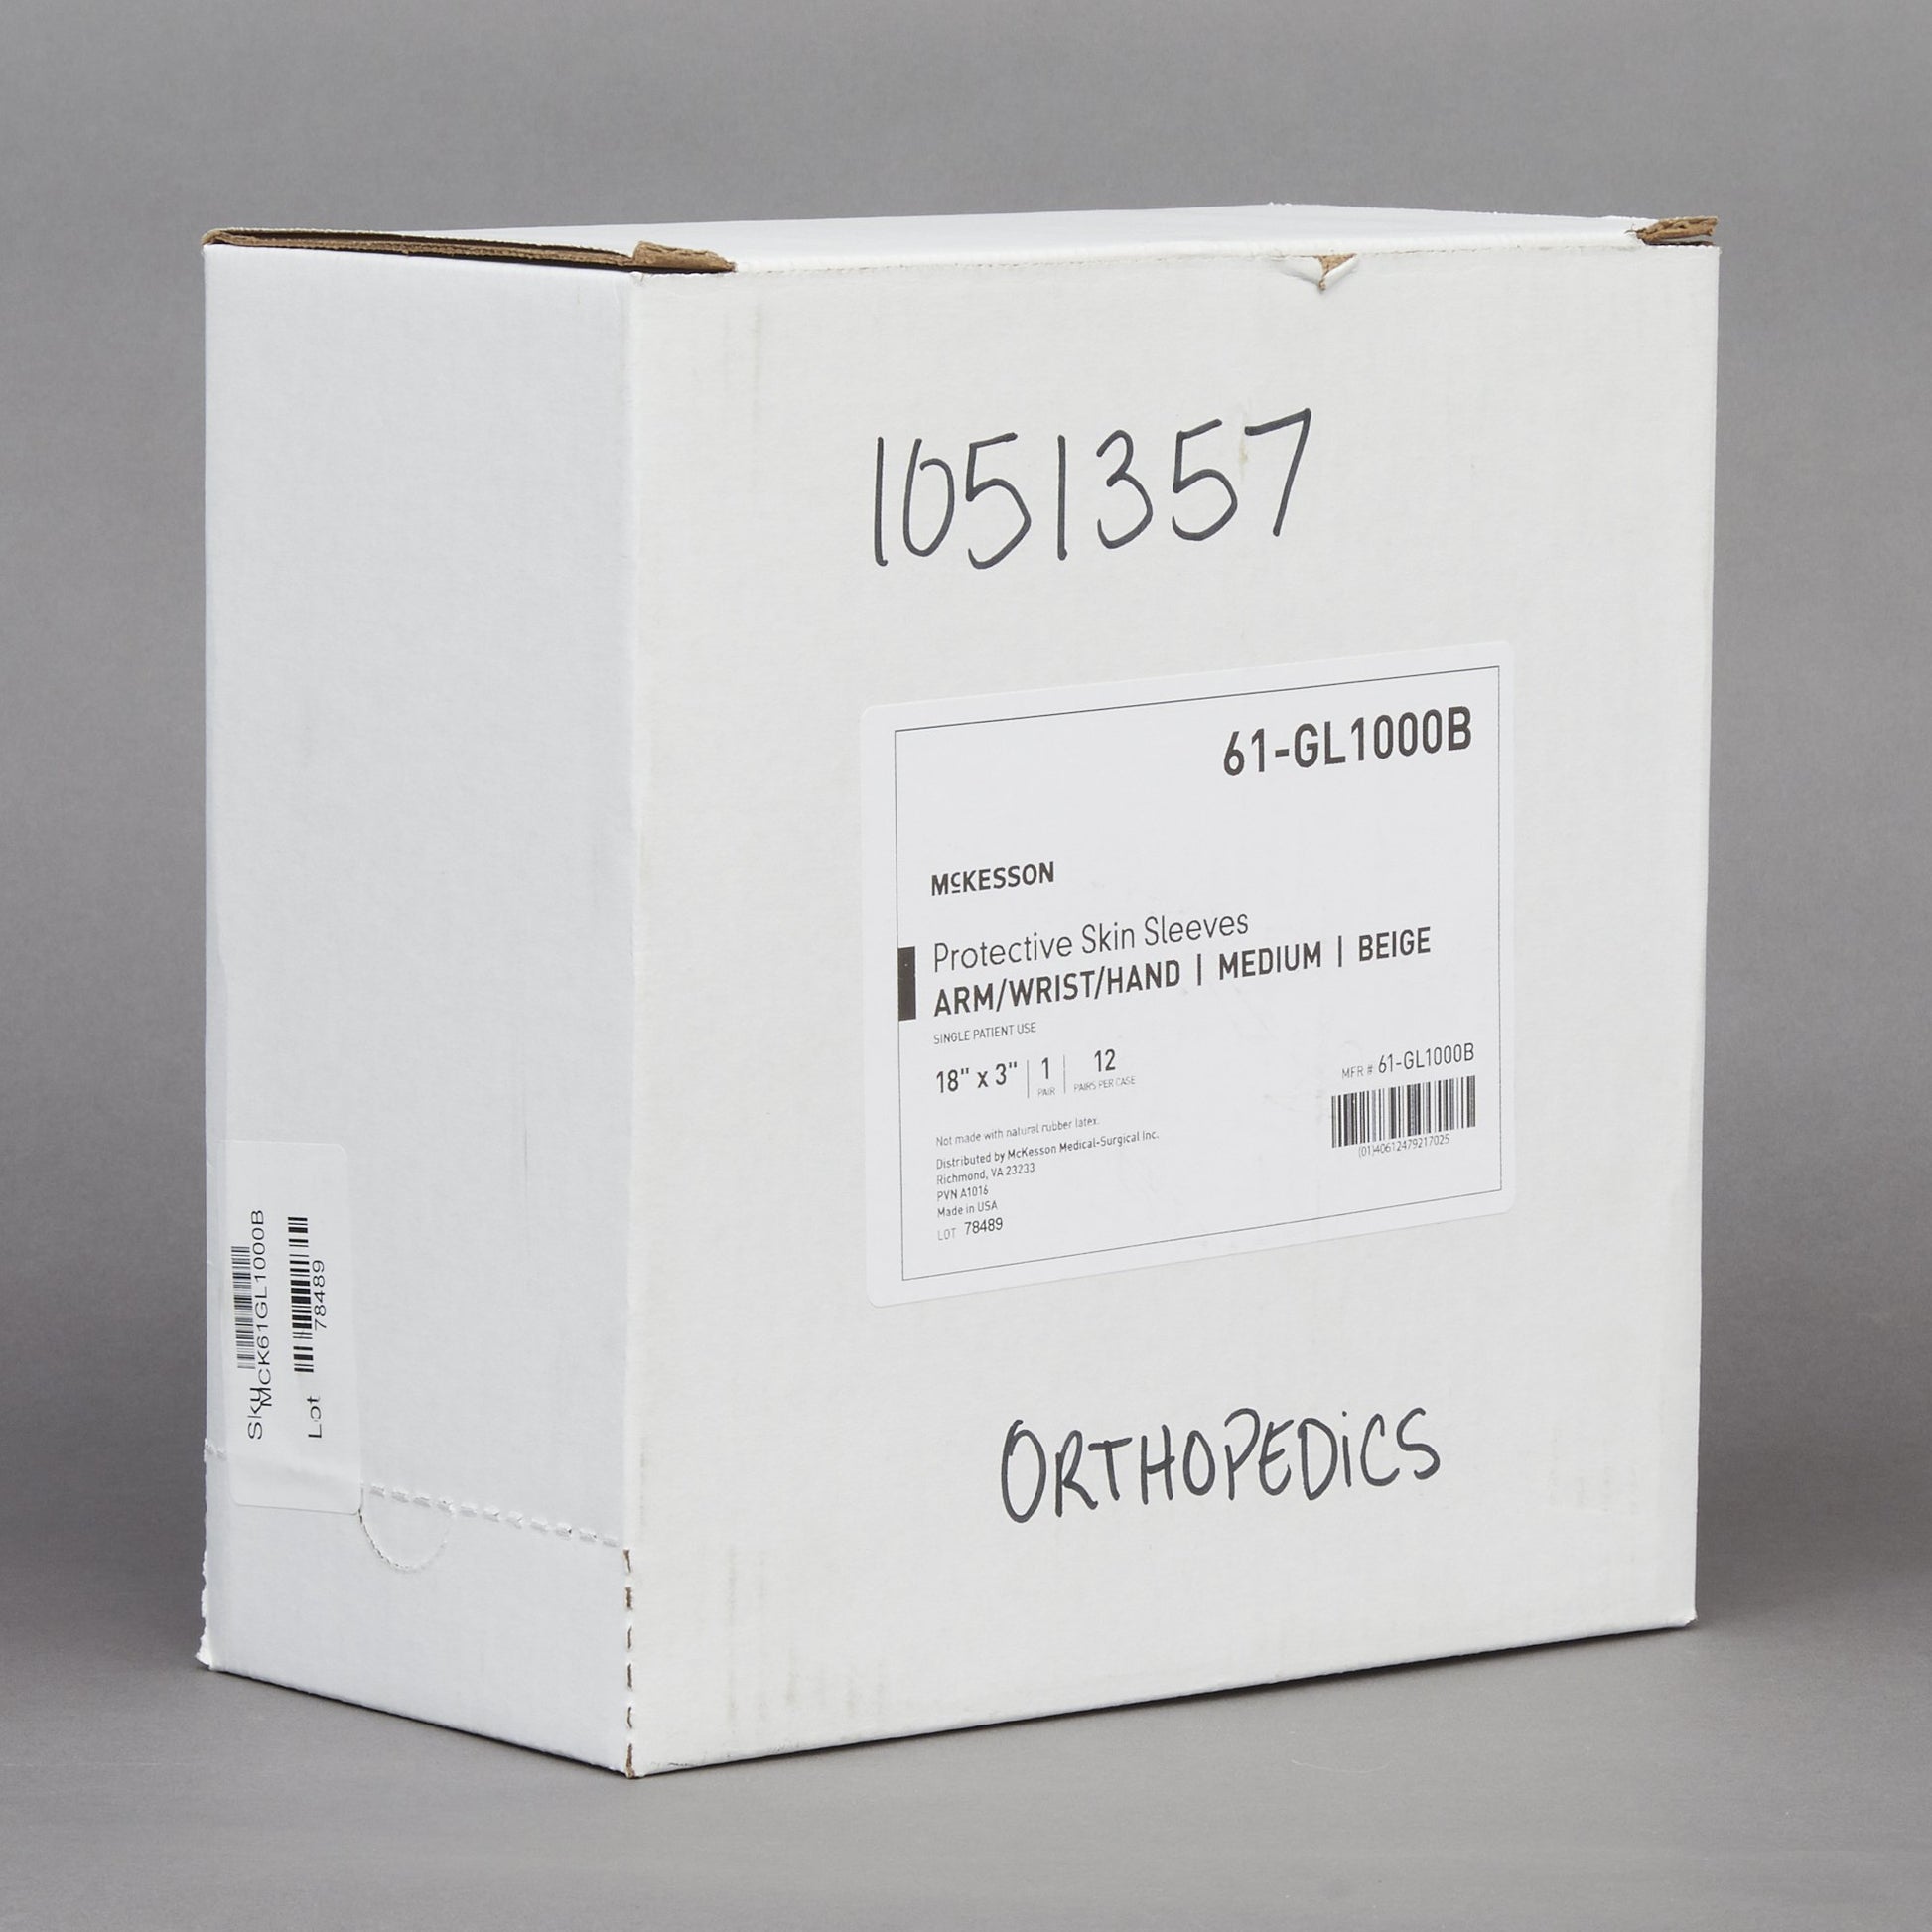 1051357
61-GL1000B
McKESSON
Protective Skin Sleeves
ARM/WRIST/HAND | MEDIUM | BEIGE
SINGLE PATIENT USE
18" x 3" | 1 PAIR | 12 PAIRS PER CASE
MFR # 61-GL1000B
(01)40612479217025
Not made with natural rubber latex.
Distributed by McKesson Medical-Surgical Inc.
Richmond, VA 23233
PVN A1016
Made in USA
LOT 78489
ORTHOPEDiCS
Sku
MCK61GL1000B
Lot 78489